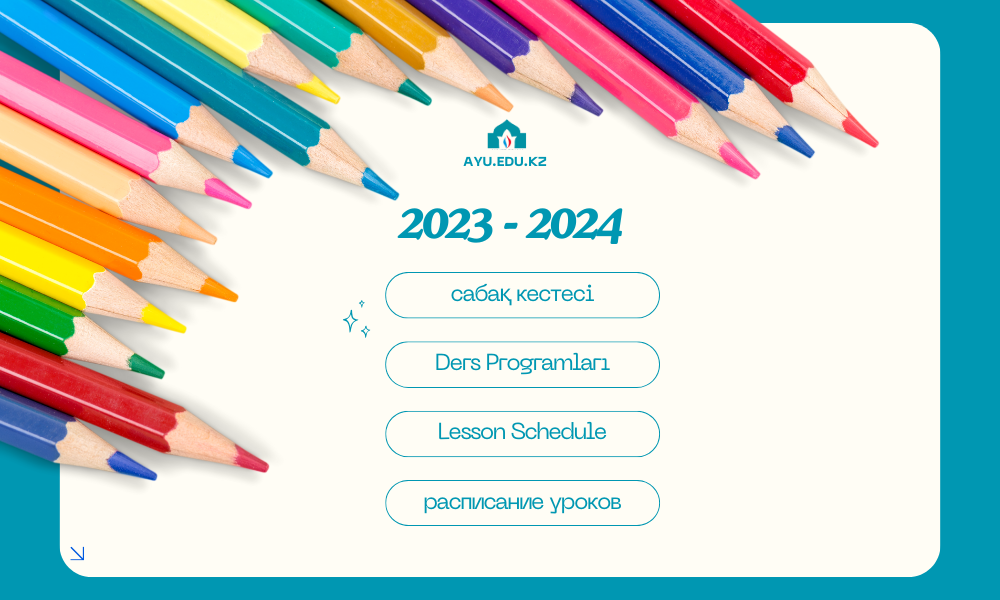 AYU.EDU.KZ
2023 - 2024
сабақ кестесі
Ders Programları
Lesson Schedule
расписание уроков